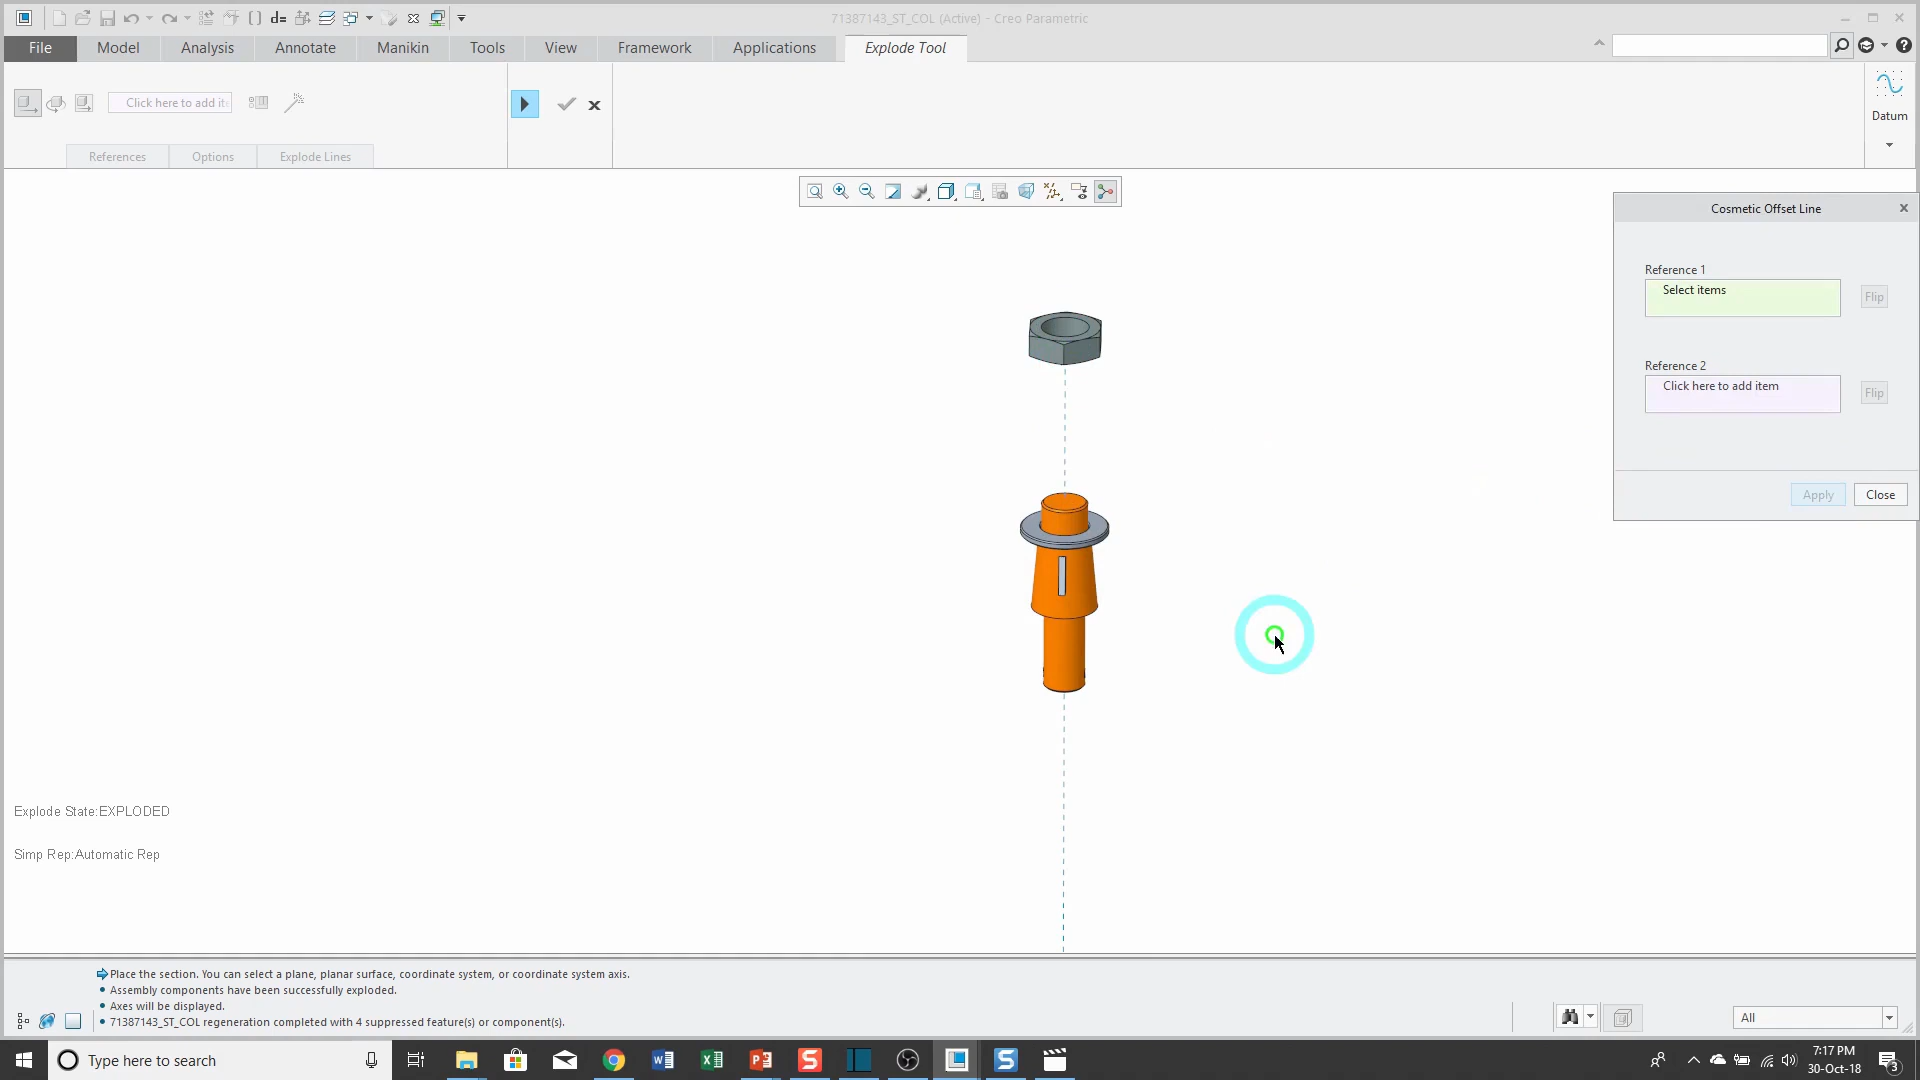 71387143_ST_COL (Active) - Creo Parametric
File
Model
Analysis
Annotate
Manikin
Tools
View
Framework
Applications
Explode Tool
Click here to add it
References
Options
Explode Lines
Datum
Cosmetic Offset Line
Reference 1
Select items
Flip
Reference 2
Click here to add item
Flip
Apply
Close
Explode State:EXPLODED
Simp Rep:Automatic Rep
Place the section. You can select a plane, planar surface, coordinate system, or coordinate system axis.
• Assembly components have been successfully exploded.
• Axes will be displayed.
• 71387143_ST_COL regeneration completed with 4 suppressed feature(s) or component(s).
All
Type here to search
7:17 PM
30-Oct-18
3